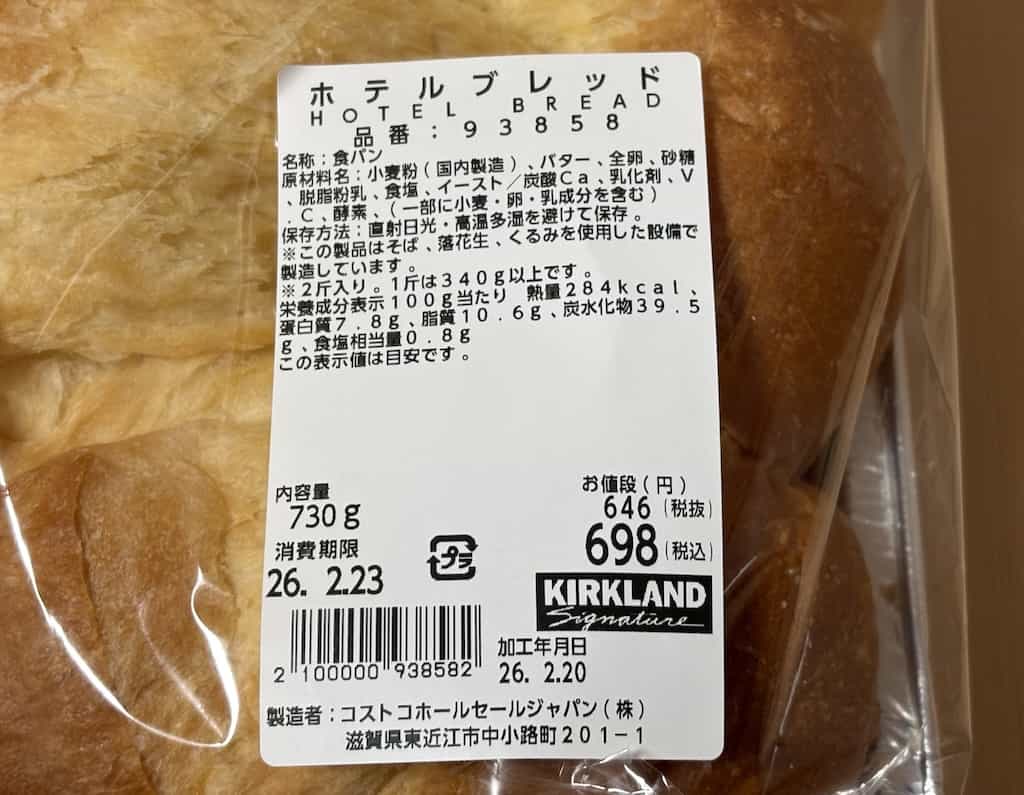 ホテルブレッド
HOTEL BREAD
品番:93858
名称:食パン
原材料名:小麦粉(国内製造)、バター、全卵、砂糖
、脱脂粉乳、食塩、イースト/炭酸Ca、乳化剤、V
.C、酵素、(一部に小麦・卵・乳成分を含む)
保存方法:直射日光・高温多湿を避けて保存。
※この製品はそば、落花生、くるみを使用した設備で
製造しています。
※2斤入り。1斤は340g以上です。
栄養成分表示100g当たり 熱量284kcal、
蛋白質7.8g、脂質10.6g、炭水化物39.5
g、食塩相当量0.8g
この表示値は目安です。
内容量
730g
お値段(円)
646(税抜)
698(税込)
消費期限
26. 2.23
プラ
KIRKLAND
Signature
2 100000 938582
加工年月日
26. 2.20
製造者:コストコホールセールジャパン(株)
滋賀県東近江市中小路町201-1